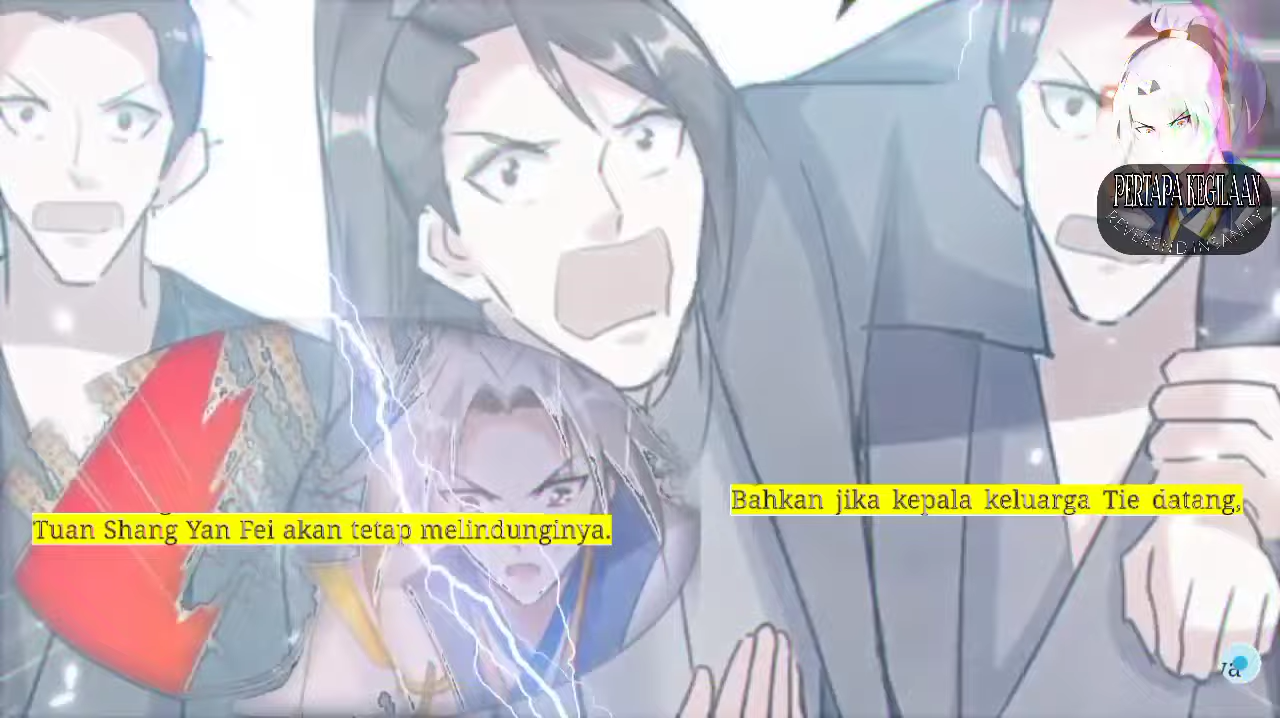 PERTAPA KEGILAAN
REVEREND INSANITY
Bahkan jika kepala keluarga Tie datang,
Tuan Shang Yan Fei akan tetap melindunginya.